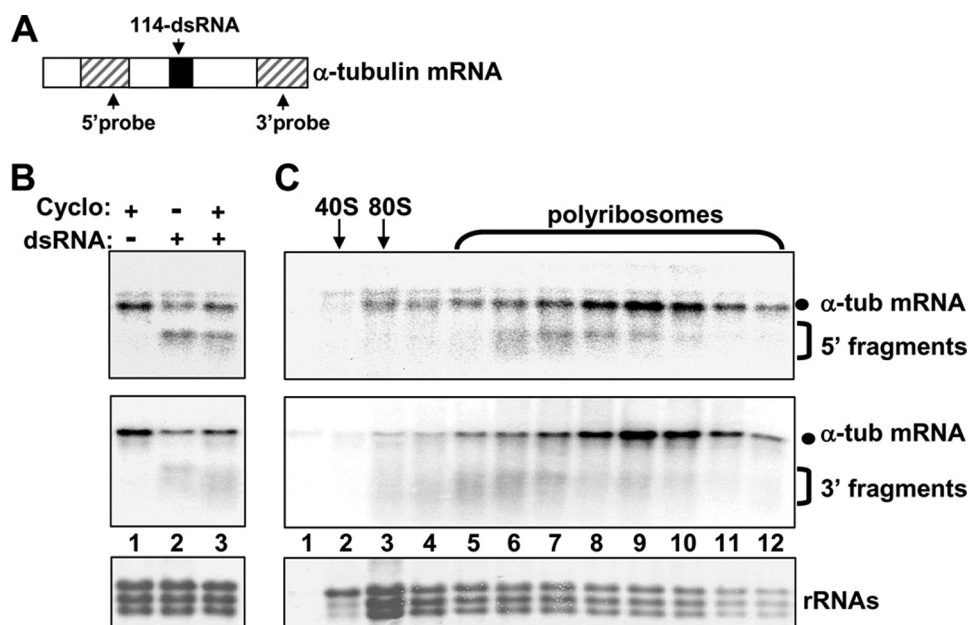 A
114-dsRNA
α-tubulin mRNA
5'probe
3'probe
B
Cyclo: + - +
dsRNA: - + +
C
40S 80S
polyribosomes
α-tub mRNA
5' fragments
α-tub mRNA
3' fragments
1 2 3
1 2 3 4 5 6 7 8 9 10 11 12
rRNAs